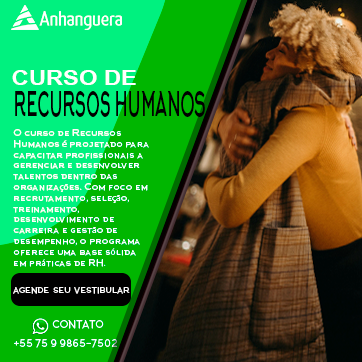 Anhanguera
CURSO DE
RECURSOS HUMANOS
O curso de Recursos
Humanos é projetado para
capacitar profissionais a
gerenciar e desenvolver
talentos dentro das
organizações. Com foco em
recrutamento, seleção,
treinamento,
desenvolvimento de
carreira e gestão de
desempenho, o programa
oferece uma base sólida
em práticas de RH.
AGENDE SEU VESTIBULAR
CONTATO
+55 75 9 9865-7502